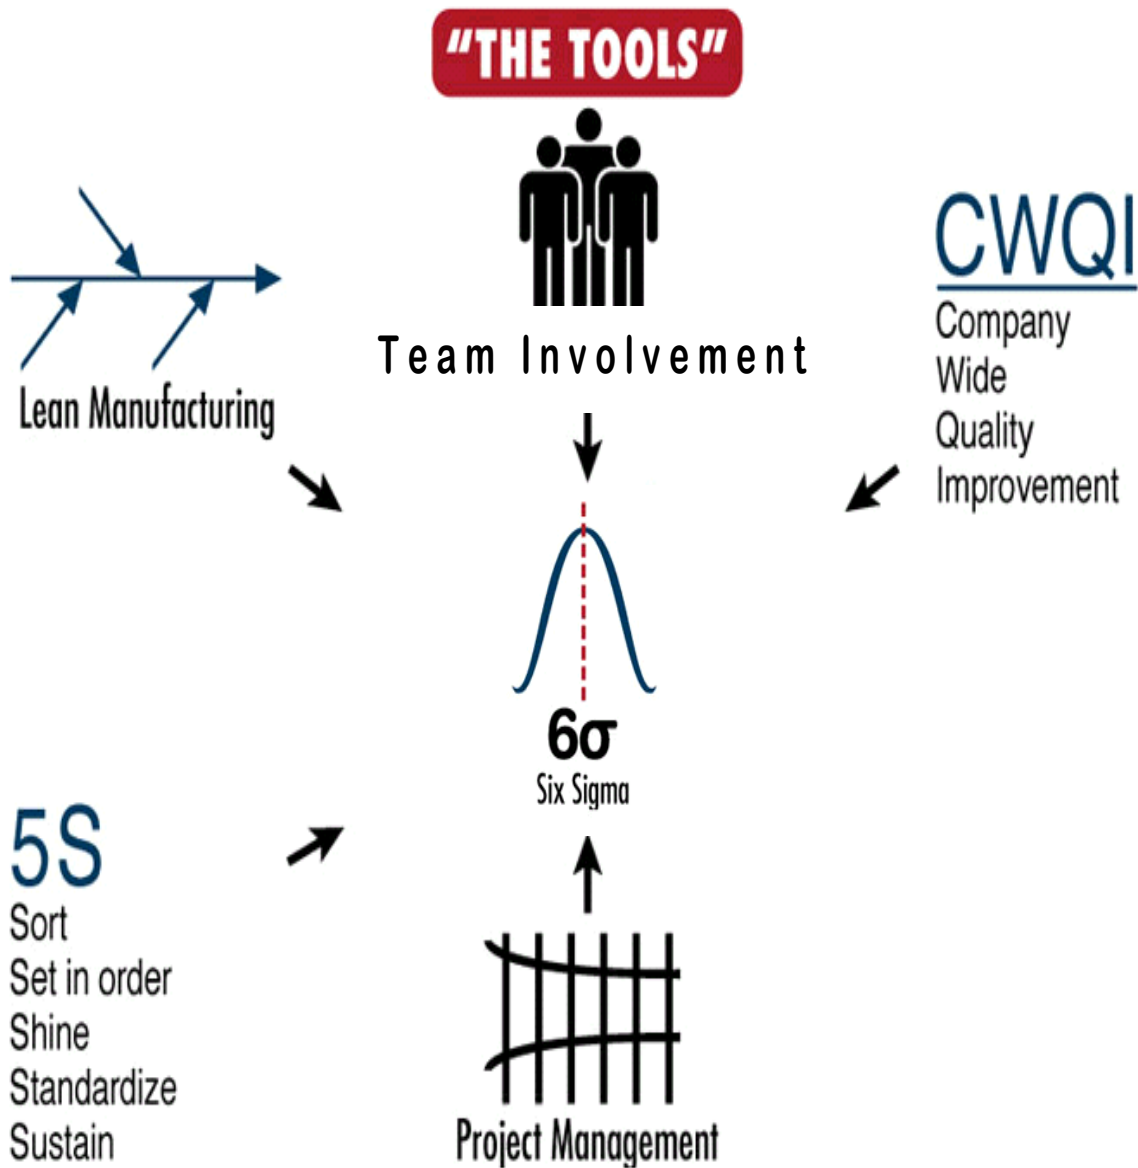 “THE TOOLS”
Team Involvement
Lean Manufacturing
CWQI
Company
Wide
Quality
Improvement
6σ
Six Sigma
5S
Sort
Set in order
Shine
Standardize
Sustain
Project Management